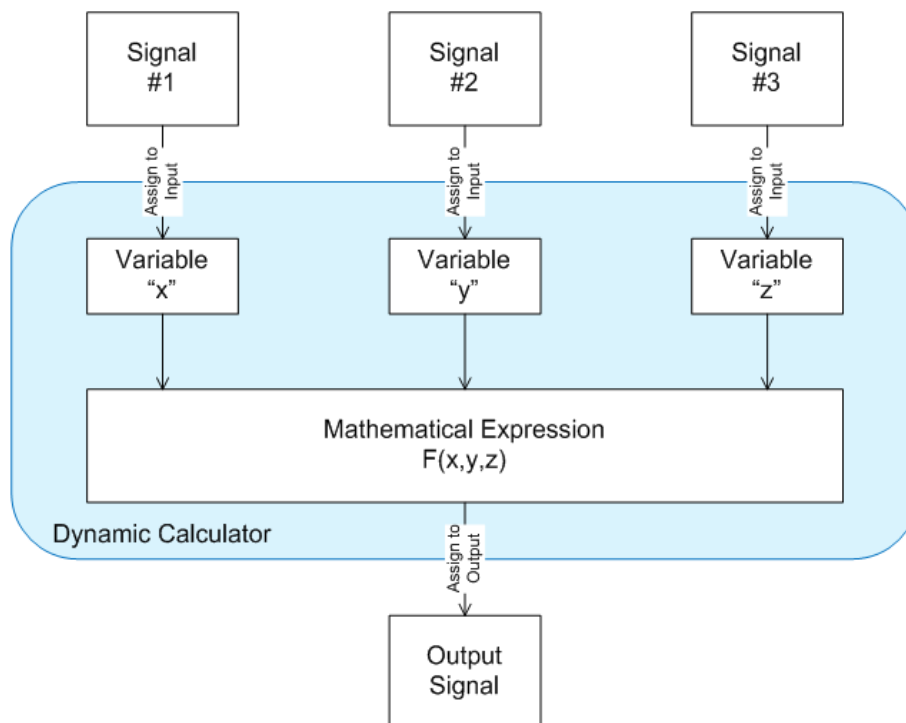 Signal
#1
Signal
#2
Signal
#3
Assign to
Input
Assign to
Input
Assign to
Input
Variable
“x”
Variable
“y”
Variable
“z”
Mathematical Expression
F(x,y,z)
Dynamic Calculator
Assign to
Output
Output
Signal